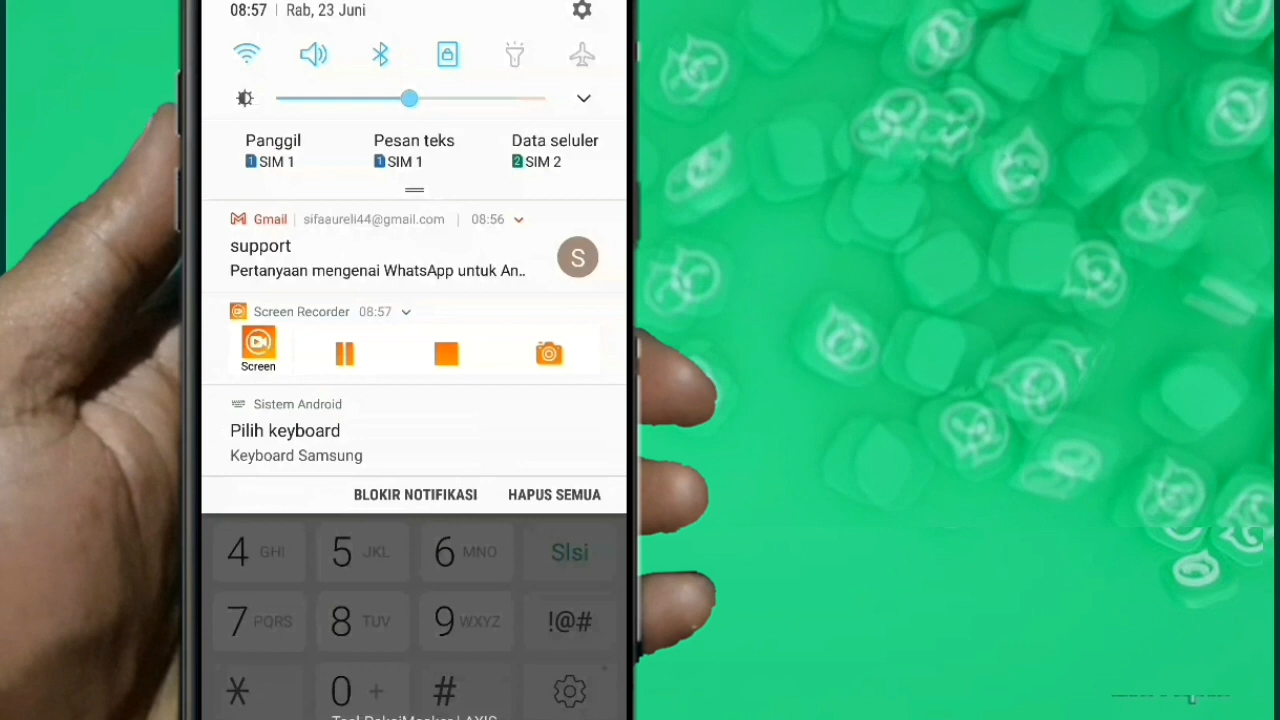 08:57 | Rab, 23 Juni
Panggil Pesan teks Data seluler
1 SIM 1 1 SIM 1 2 SIM 2
Gmail | sifaaureli44@gmail.com | 08:56
support
S
Pertanyaan mengenai WhatsApp untuk An..
Screen Recorder 08:57
Screen
Sistem Android
Pilih keyboard
Keyboard Samsung
BLOKIR NOTIFIKASI HAPUS SEMUA
4 GHI 5 JKL 6 MNO Slsi
7 PQRS 8 TUV 9 WXYZ !@#
* 0 + #